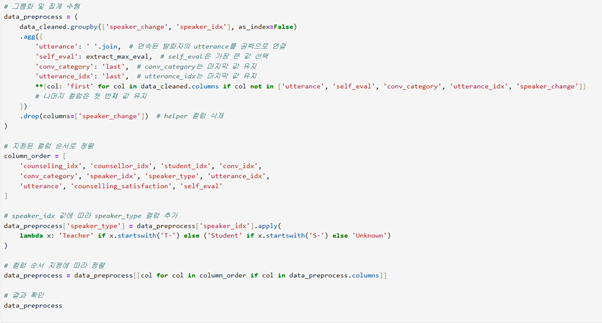 # 그룹화 및 집계 수행
data_preprocess = (
    data_cleaned.groupby(['speaker_change', 'speaker_idx'], as_index=False)
    .agg({
        'utterance': ' '.join,  # 연속된 발화자의 utterance를 공백으로 연결
        'self_eval': extract_max_eval,  # self_eval은 가장 큰 값 선택
        'conv_category': 'last',  # conv_category는 마지막 값 유지
        'utterance_idx': 'last',  # utterance_idx는 마지막 값 유지
        **{col: 'first' for col in data_cleaned.columns if col not in ['utterance', 'self_eval', 'conv_category', 'utterance_idx', 'speaker_change']}
        # 나머지 컬럼은 첫 번째 값 유지
    })
    .drop(columns=['speaker_change'])  # helper 컬럼 삭제
)
# 지정된 컬럼 순서로 정렬
column_order = [
    'counseling_idx', 'counsellor_idx', 'student_idx', 'conv_idx',
    'conv_category', 'speaker_idx', 'speaker_type', 'utterance_idx',
    'utterance', 'counselling_satisfaction', 'self_eval'
]
# speaker_idx 값에 따라 speaker_type 컬럼 추가
data_preprocess['speaker_type'] = data_preprocess['speaker_idx'].apply(
    lambda x: 'Teacher' if x.startswith('T-') else ('Student' if x.startswith('S-') else 'Unknown')
)
# 컬럼 순서 지정에 따라 정렬
data_preprocess = data_preprocess[[col for col in column_order if col in data_preprocess.columns]]
# 결과 확인
data_preprocess